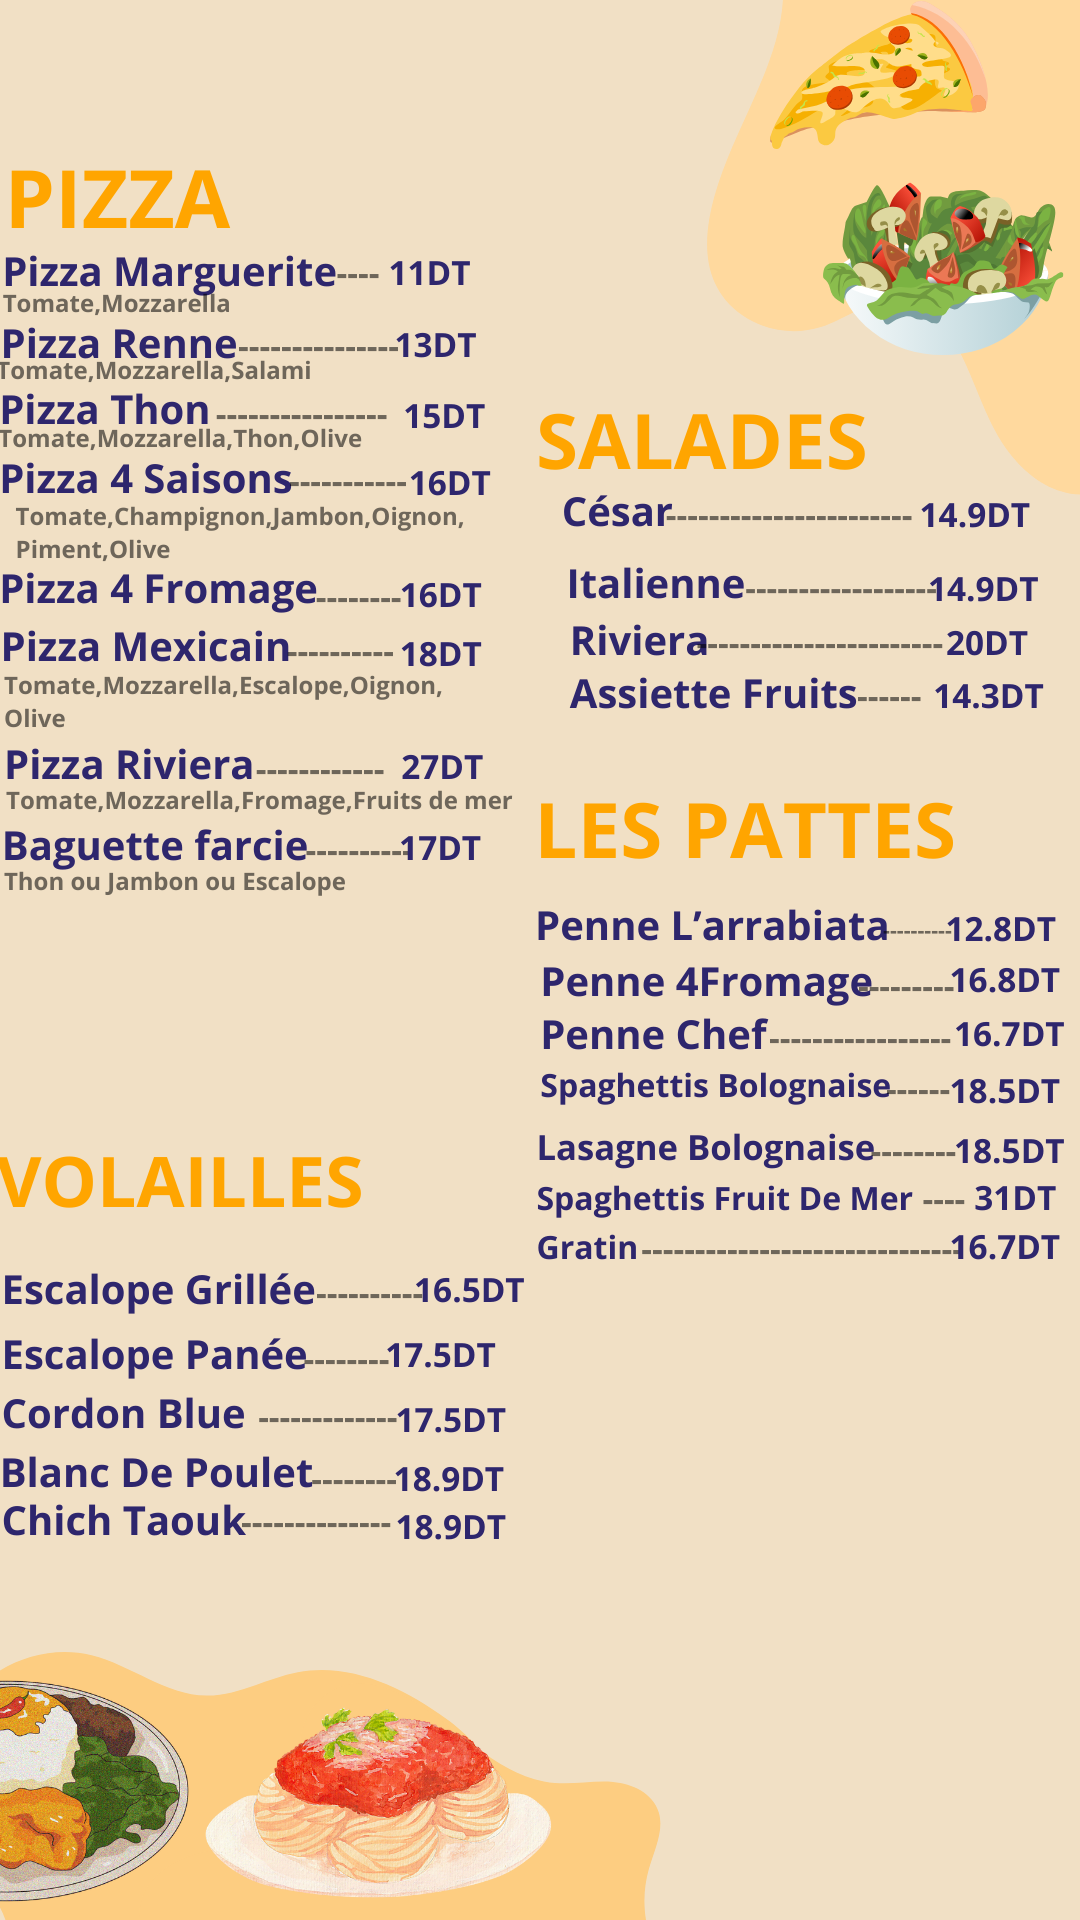 PIZZA
Pizza Marguerite---- 11DT
Tomate,Mozzarella
Pizza Renne---------------13DT
Tomate,Mozzarella,Salami
Pizza Thon ---------------- 15DT
Tomate,Mozzarella,Thon,Olive
Pizza 4 Saisons-----------16DT
Tomate,Champignon,Jambon,Oignon,
Piment,Olive
Pizza 4 Fromage--------16DT
Pizza Mexicain---------- 18DT
Tomate,Mozzarella,Escalope,Oignon,
Olive
Pizza Riviera------------ 27DT
Tomate,Mozzarella,Fromage,Fruits de mer
Baguette farcie---------17DT
Thon ou Jambon ou Escalope
VOLAILLES
Escalope Grillée----------16.5DT
Escalope Panée--------17.5DT
Cordon Blue -------------17.5DT
Blanc De Poulet--------18.9DT
Chich Taouk-------------- 18.9DT
SALADES
César----------------------- 14.9DT
Italienne------------------14.9DT
Riviera---------------------- 20DT
Assiette Fruits------ 14.3DT
LES PATTES
Penne L’arrabiata----------12.8DT
Penne 4Fromage---------16.8DT
Penne Chef----------------- 16.7DT
Spaghettis Bolognaise------18.5DT
Lasagne Bolognaise--------18.5DT
Spaghettis Fruit De Mer ---- 31DT
Gratin ------------------------------16.7DT